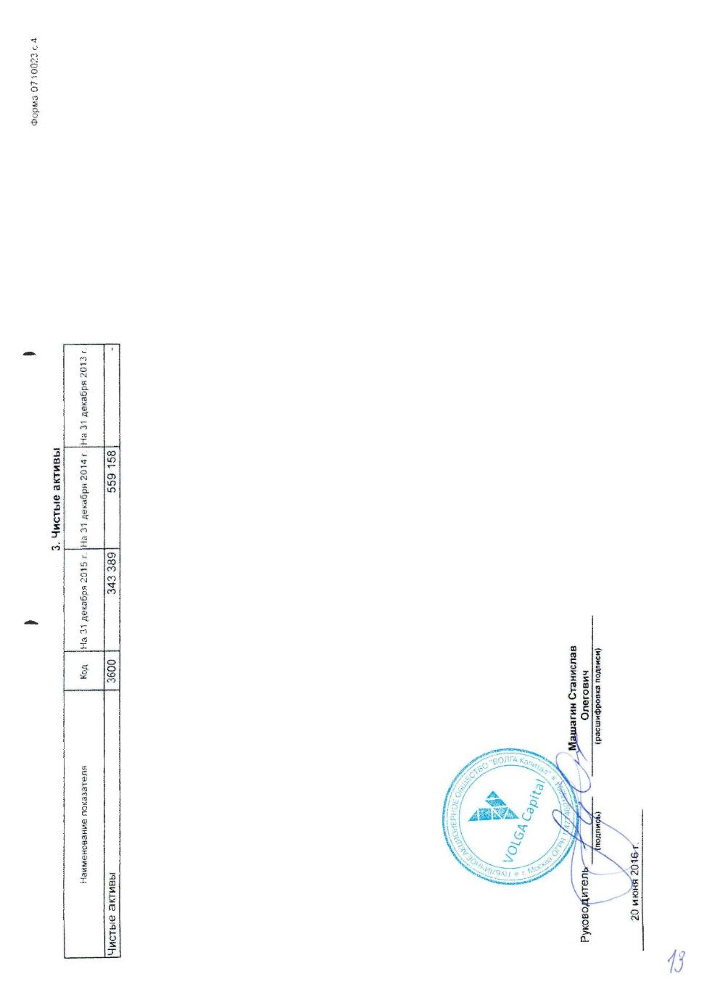 Форма 0710023 с. 4
3. Чистые активы
Наименование показателя Код На 31 декабря 2015 г. На 31 декабря 2014 г. На 31 декабря 2013 г.
Чистые активы 3600 343 389 559 158 -
ПУБЛИЧНОЕ АКЦИОНЕРНОЕ ОБЩЕСТВО "ВОЛГА Капитал"
г. Москва ОГРН
VOLGA Capital
Руководитель
(подпись)
Машагин Станислав
Олегович
(расшифровка подписи)
20 июня 2016 г.
13